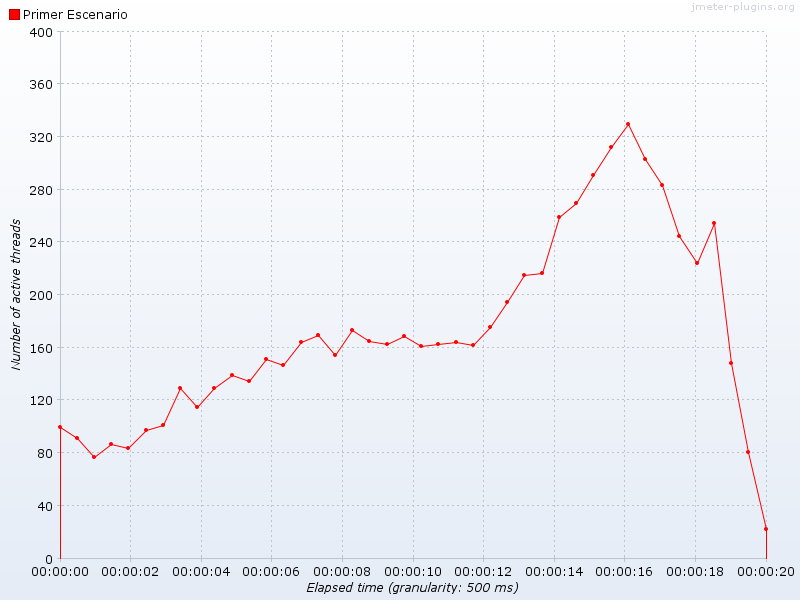 jmeter-plugins.org
Primer Escenario
400
360
320
280
240
200
160
120
80
40
0
Number of active threads
00:00:00 00:00:02 00:00:04 00:00:06 00:00:08 00:00:10 00:00:12 00:00:14 00:00:16 00:00:18 00:00:20
Elapsed time (granularity: 500 ms)